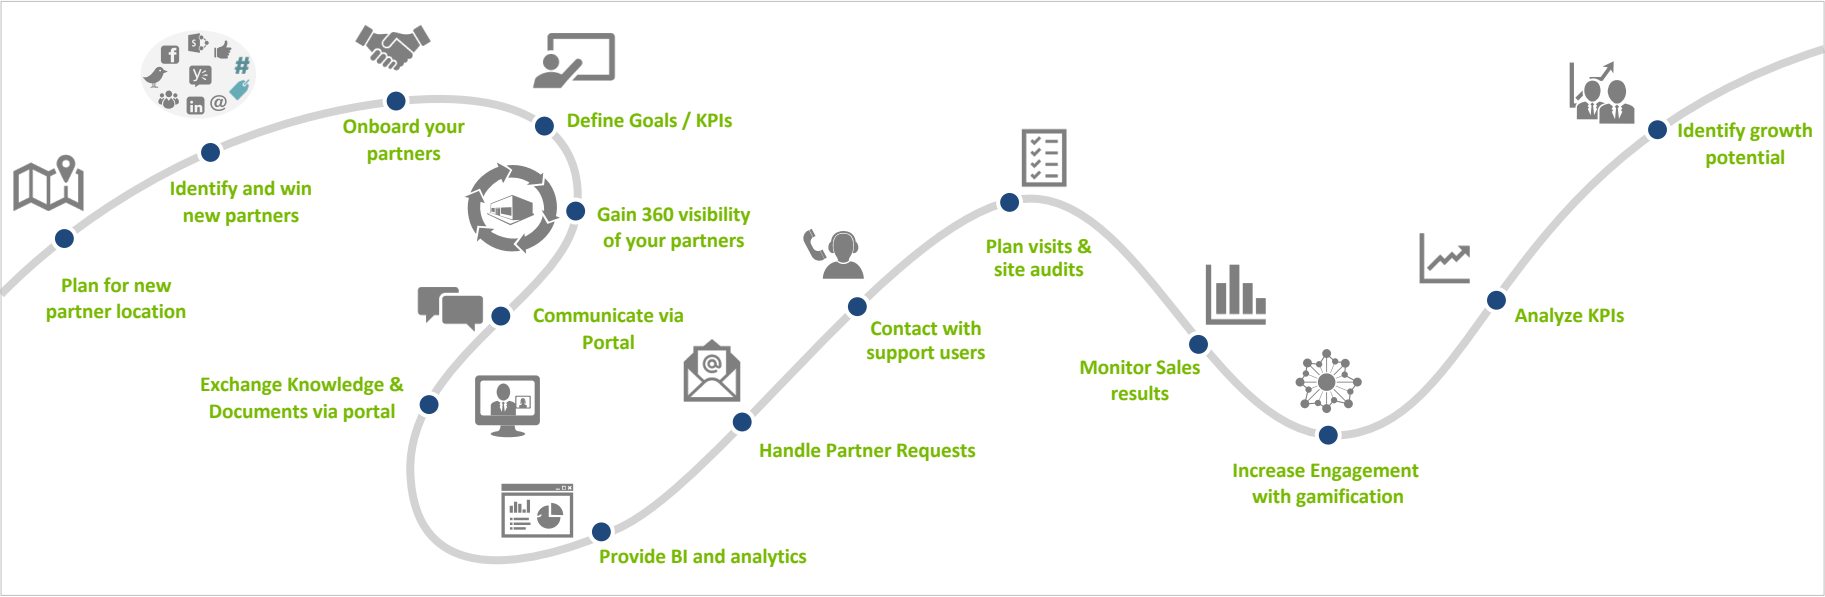 Plan for new
partner location
Identify and win
new partners
Onboard your
partners
Define Goals / KPIs
Gain 360 visibility
of your partners
Communicate via
Portal
Exchange Knowledge &
Documents via portal
Provide BI and analytics
@
Handle Partner Requests
Contact with
support users
Plan visits &
site audits
Monitor Sales
results
Increase Engagement
with gamification
Analyze KPIs
Identify growth
potential